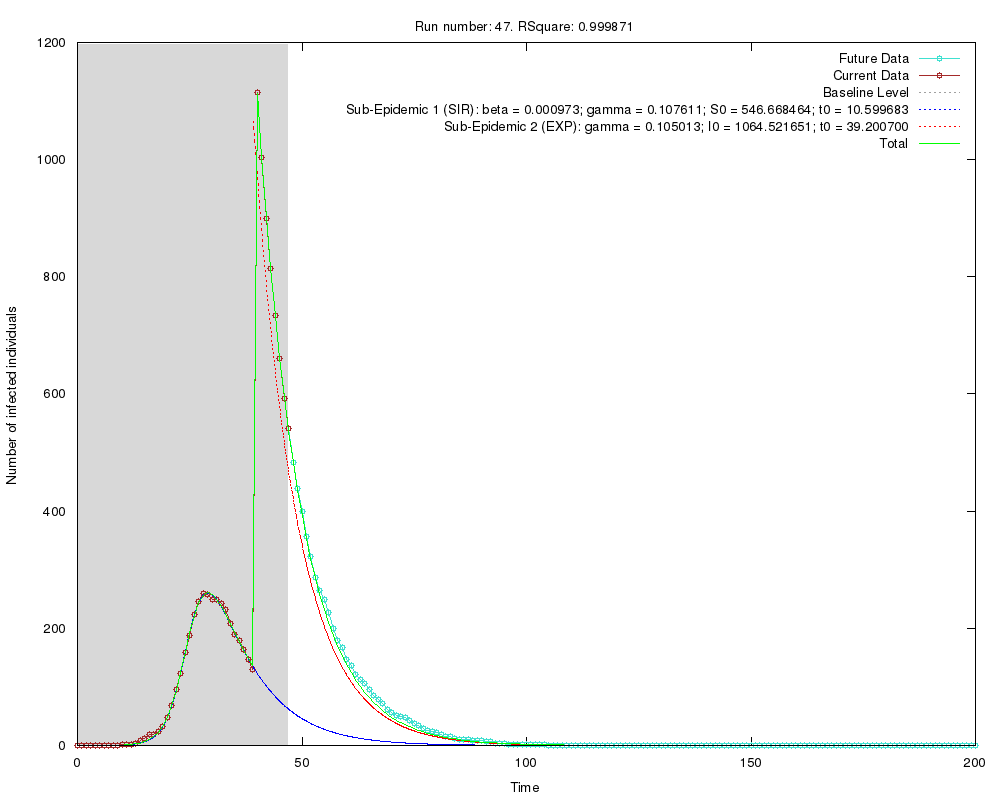 Run number: 47. RSquare: 0.999871
1200
1000
800
600
400
200
0
Number of infected individuals
Future Data
Current Data
Baseline Level
Sub-Epidemic 1 (SIR): beta = 0.000973; gamma = 0.107611; S0 = 546.668464; t0 = 10.599683
Sub-Epidemic 2 (EXP): gamma = 0.105013; I0 = 1064.521651; t0 = 39.200700
Total
0
50
100
150
200
Time